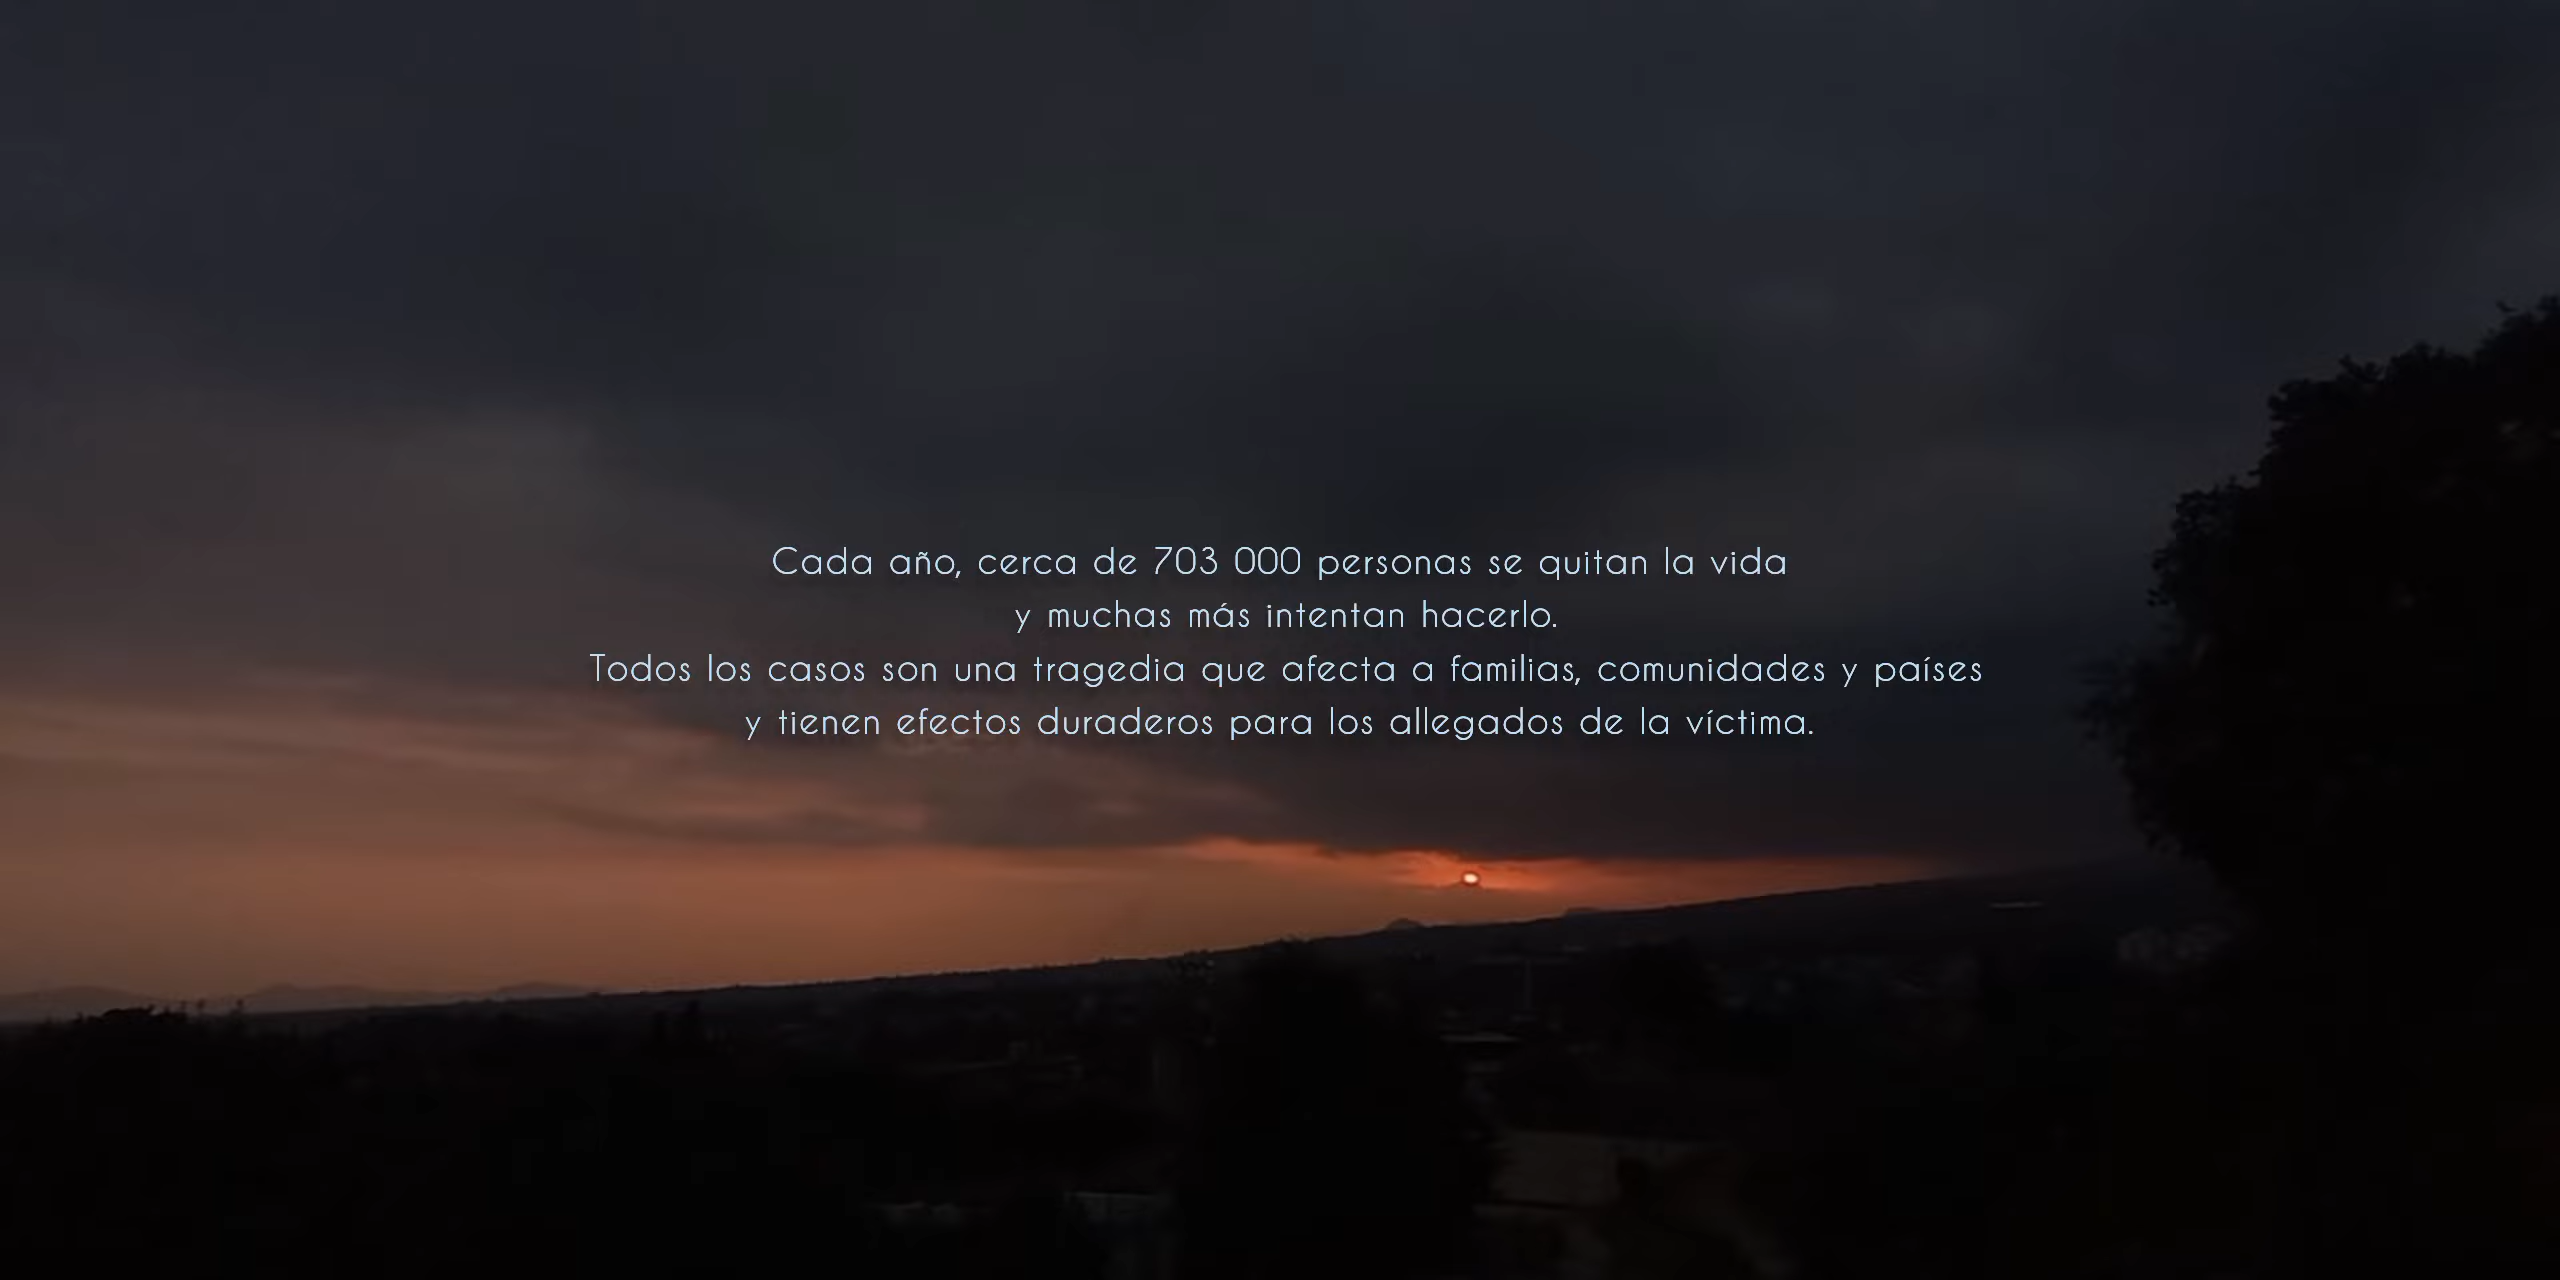 Cada año, cerca de 703 000 personas se quitan la vida
y muchas más intentan hacerlo.
Todos los casos son una tragedia que afecta a familias, comunidades y países
y tienen efectos duraderos para los allegados de la víctima.